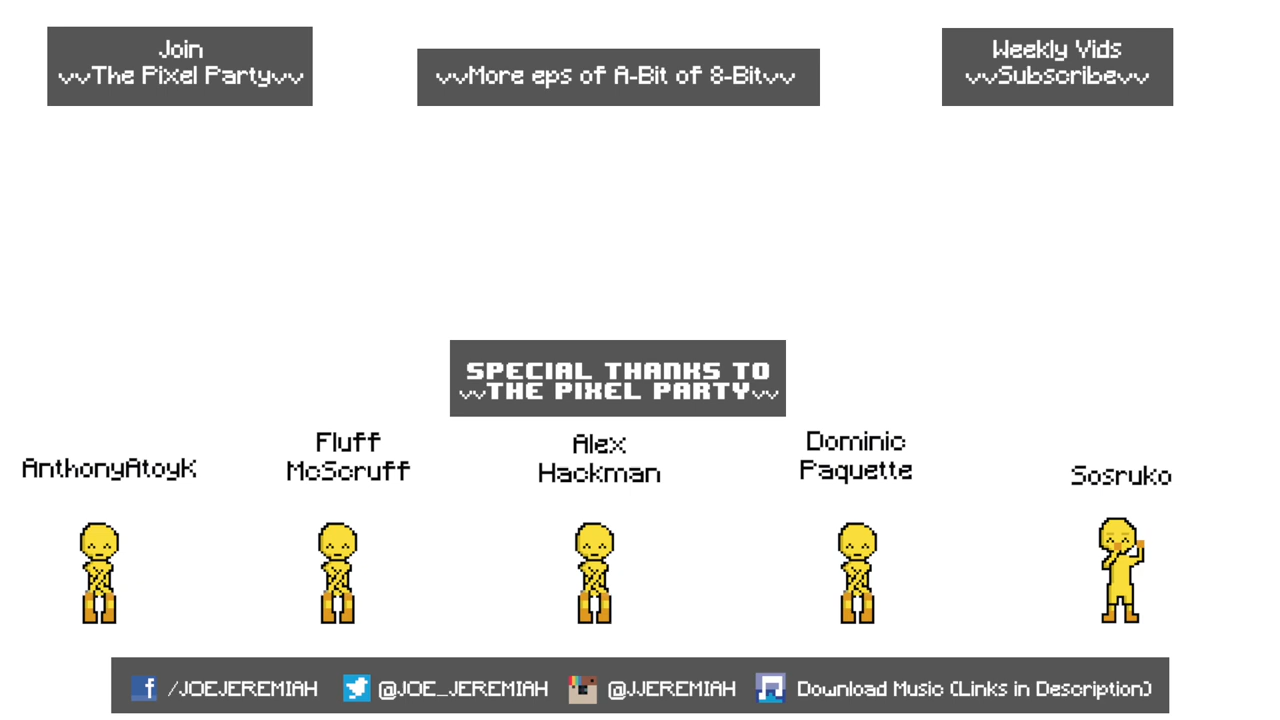 Join
vvThe Pixel Partyvv
vvMore eps of A-Bit of 8-Bitvv
Weekly Vids
vvSubscribevv
SPECIAL THANKS TO
vvTHE PIXEL PARTYvv
AnthonyAtoyK
Fluff
McScruff
Alex
Hackman
Dominic
Paquette
Sosruko
/JOEJEREMIAH @JOE_JEREMIAH @JJEREMIAH Download Music (Links in Description)